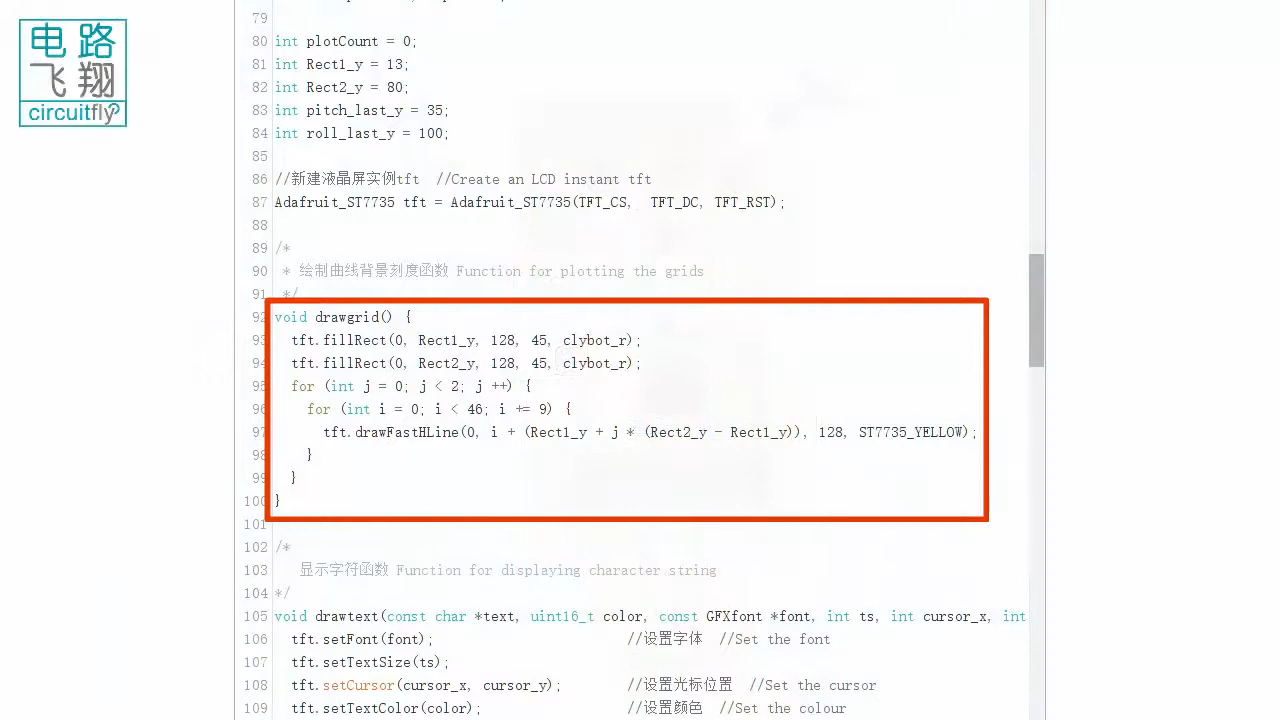 电路
飞翔
circuitfly
79
80 int plotCount = 0;
81 int Rect1_y = 13;
82 int Rect2_y = 80;
83 int pitch_last_y = 35;
84 int roll_last_y = 100;
85
86 //新建液晶屏实例tft  //Create an LCD instant tft
87 Adafruit_ST7735 tft = Adafruit_ST7735(TFT_CS,  TFT_DC, TFT_RST);
88
89 /*
90  * 绘制曲线背景刻度函数 Function for plotting the grids
91  */
92 void drawgrid() {
93   tft.fillRect(0, Rect1_y, 128, 45, clybot_r);
94   tft.fillRect(0, Rect2_y, 128, 45, clybot_r);
95   for (int j = 0; j < 2; j ++) {
96     for (int i = 0; i < 46; i += 9) {
97       tft.drawFastHLine(0, i + (Rect1_y + j * (Rect2_y - Rect1_y)), 128, ST7735_YELLOW);
98     }
99   }
100 }
101
102 /*
103    显示字符函数 Function for displaying character string
104 */
105 void drawtext(const char *text, uint16_t color, const GFXfont *font, int ts, int cursor_x, int
106   tft.setFont(font);                        //设置字体  //Set the font
107   tft.setTextSize(ts);
108   tft.setCursor(cursor_x, cursor_y);        //设置光标位置  //Set the cursor
109   tft.setTextColor(color);                  //设置颜色  //Set the colour